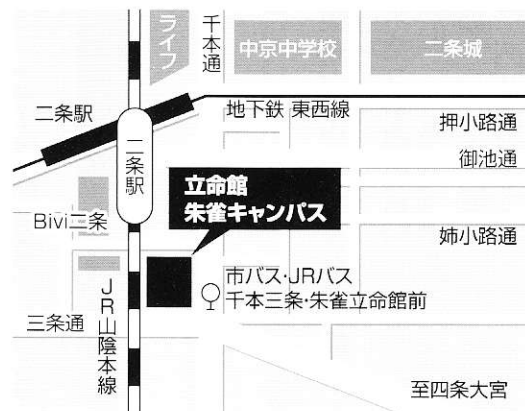 ライフ
千本通
中京中学校
二条城
二条駅
地下鉄 東西線
押小路通
御池通
二条駅
立命館
朱雀キャンパス
Bivi二条
姉小路通
市バス・JRバス
千本三条・朱雀立命館前
三条通
JR山陰本線
至四条大宮